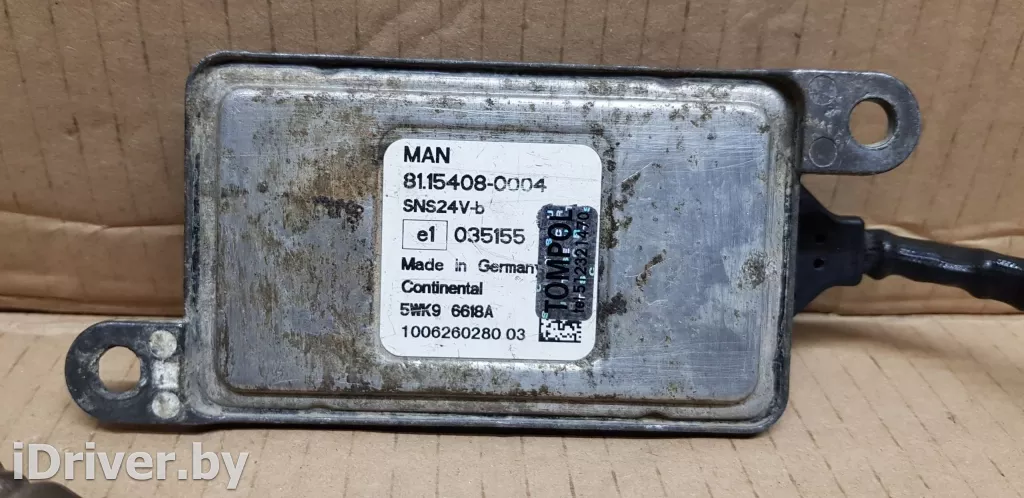 MAN
81.15408-0004
SNS24V-b
e1 035155
Made in Germany
Continental
5WK9 6618A
1006260280 03
TOMPOL
iDriver.by